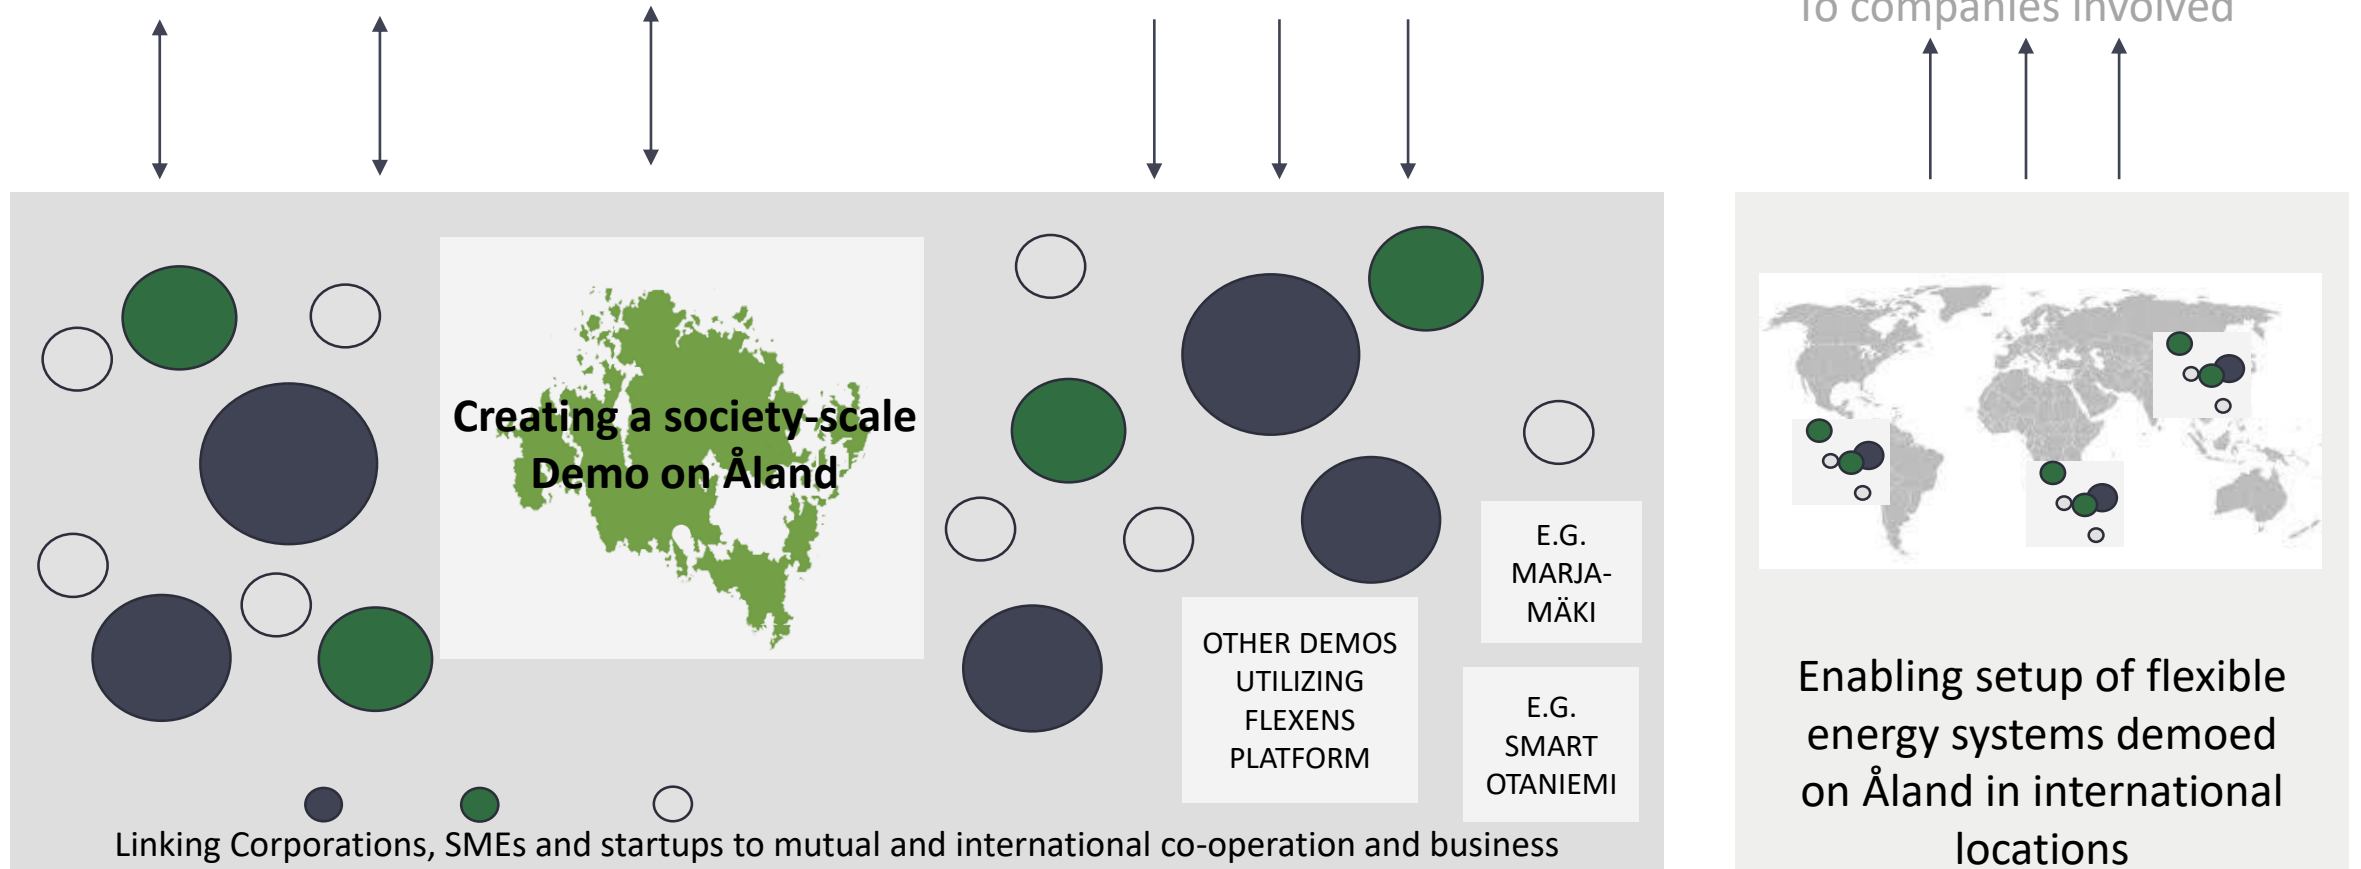 To companies involved
Creating a society-scale
Demo on Åland
E.G.
MARJA-
MÄKI
OTHER DEMOS
UTILIZING
FLEXENS
PLATFORM
E.G.
SMART
OTANIEMI
Linking Corporations, SMEs and startups to mutual and international co-operation and business
Enabling setup of flexible
energy systems demoed
on Åland in international
locations